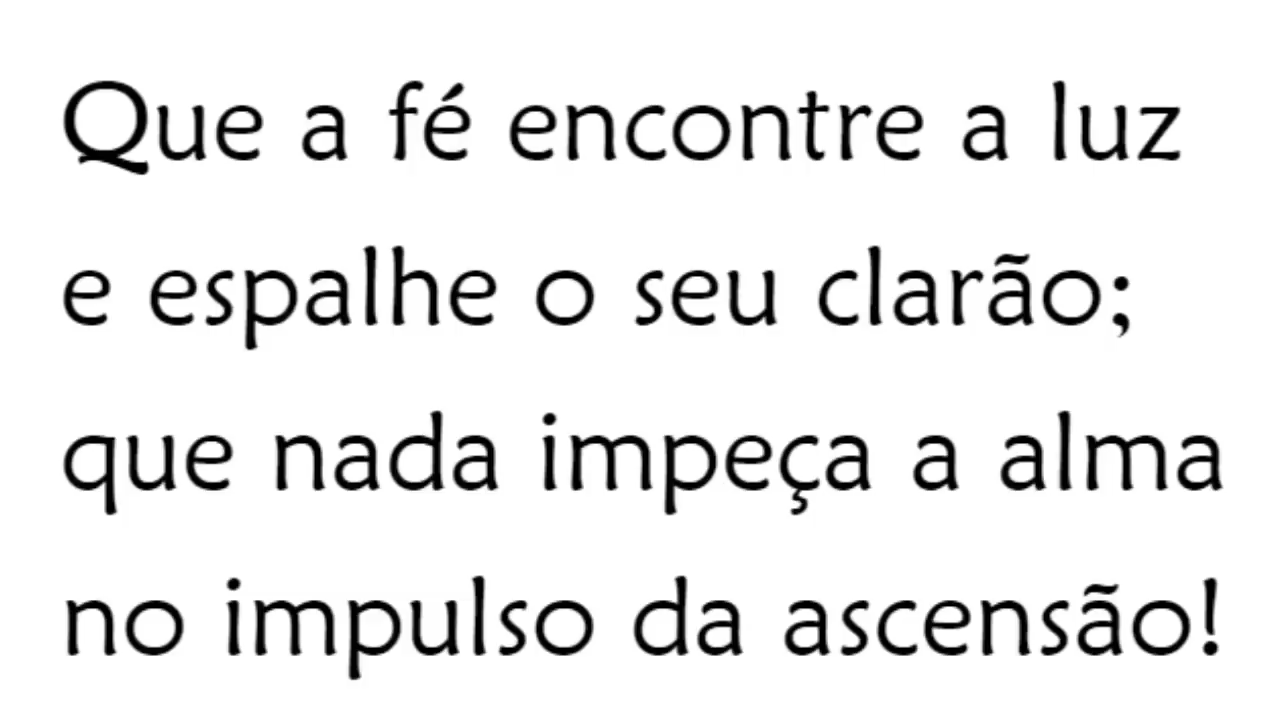 Que a fé encontre a luz
e espalhe o seu clarão;
que nada impeça a alma
no impulso da ascensão!